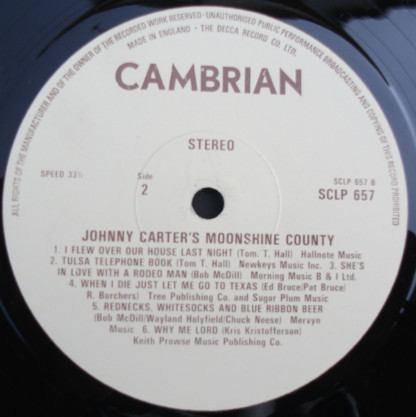 ALL RIGHTS OF THE MANUFACTURER AND OF THE OWNER OF THE RECORDED WORK RESERVED · UNAUTHORISED PUBLIC PERFORMANCE BROADCASTING AND COPYING OF THIS RECORD PROHIBITED
MADE IN ENGLAND · THE DECCA RECORD CO. LTD.
CAMBRIAN
STEREO
SPEED 33⅓
Side
2
SCLP 657 B
SCLP 657
JOHNNY CARTER'S MOONSHINE COUNTY
1. I FLEW OVER OUR HOUSE LAST NIGHT (Tom. T. Hall) Hallnote Music
2. TULSA TELEPHONE BOOK (Tom T. Hall) Newkeys Music Inc. 3. SHE'S
IN LOVE WITH A RODEO MAN (Bob McDill) Morning Music B & I Ltd.
4. WHEN I DIE JUST LET ME GO TO TEXAS (Ed Bruce/Pat Bruce/
R. Borchers) Tree Publishing Co. and Sugar Plum Music
5. REDNECKS, WHITESOCKS AND BLUE RIBBON BEER
(Bob McDill/Wayland Holyfield/Chuck Neese) Mervyn
Music 6. WHY ME LORD (Kris Kristofferson)
Keith Prowse Music Publishing Co.